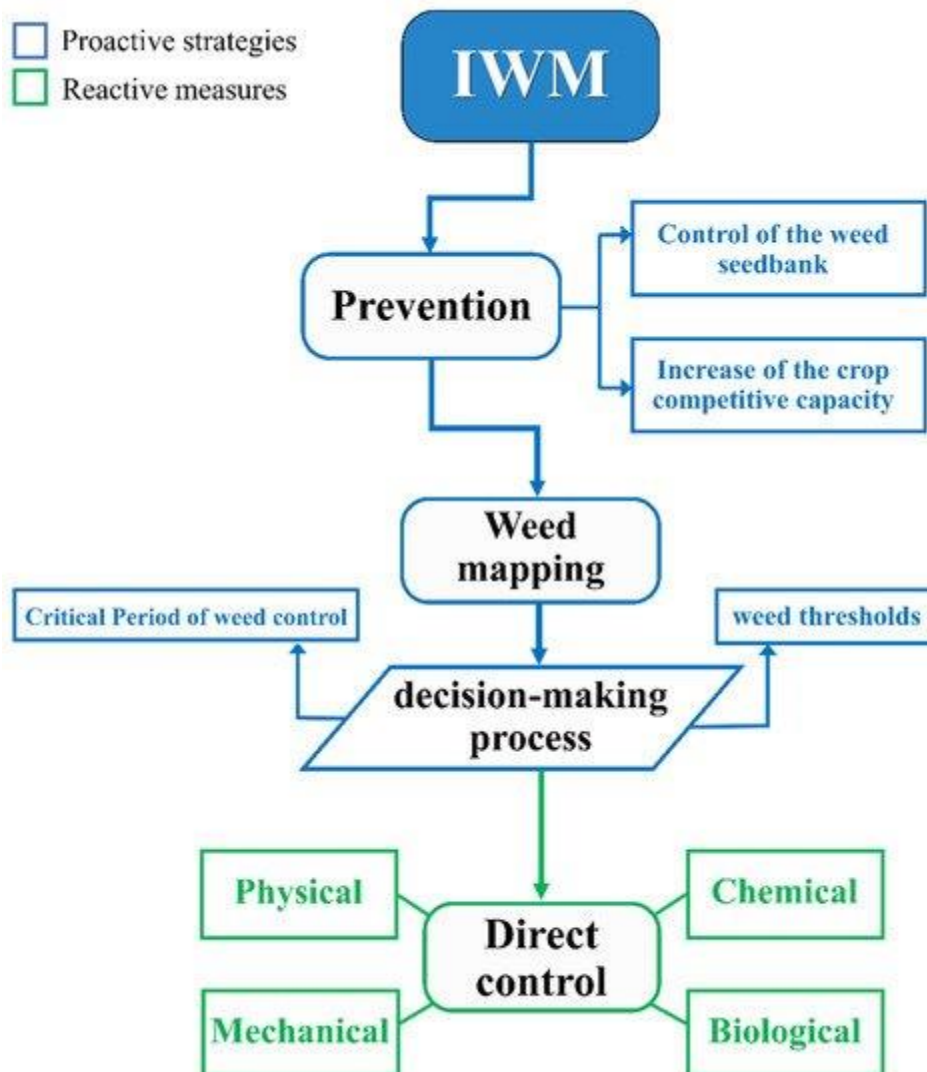 Proactive strategies
Reactive measures
IWM
Prevention
Control of the weed
seedbank
Increase of the crop
competitive capacity
Weed
mapping
Critical Period of weed control
weed thresholds
decision-making
process
Physical
Chemical
Direct
control
Mechanical
Biological